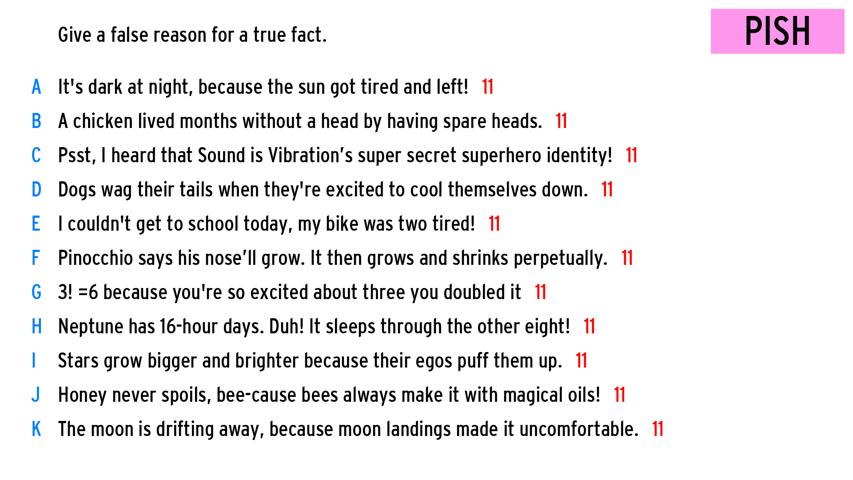 Give a false reason for a true fact.
PISH
A It's dark at night, because the sun got tired and left! 11
B A chicken lived months without a head by having spare heads. 11
C Psst, I heard that Sound is Vibration’s super secret superhero identity! 11
D Dogs wag their tails when they're excited to cool themselves down. 11
E I couldn't get to school today, my bike was two tired! 11
F Pinocchio says his nose’ll grow. It then grows and shrinks perpetually. 11
G 3! =6 because you're so excited about three you doubled it 11
H Neptune has 16-hour days. Duh! It sleeps through the other eight! 11
I Stars grow bigger and brighter because their egos puff them up. 11
J Honey never spoils, bee-cause bees always make it with magical oils! 11
K The moon is drifting away, because moon landings made it uncomfortable. 11